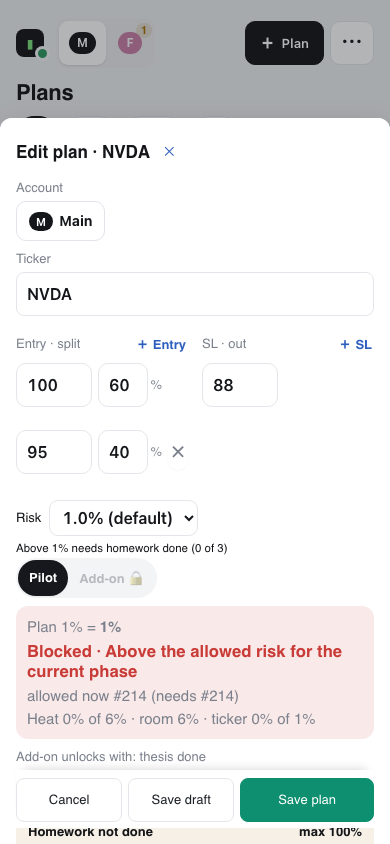 M F 1 + Plan ...
Plans
Edit plan · NVDA ×
Account
M Main
Ticker
NVDA
Entry · split + Entry SL · out + SL
100 60 % 88
95 40 % ×
Risk 1.0% (default)
Above 1% needs homework done (0 of 3)
Pilot Add-on 🔒
Plan 1% = 1%
Blocked · Above the allowed risk for the
current phase
allowed now #214 (needs #214)
Heat 0% of 6% · room 6% · ticker 0% of 1%
Add-on unlocks with: thesis done
Cancel Save draft Save plan
Homework not done max 100%